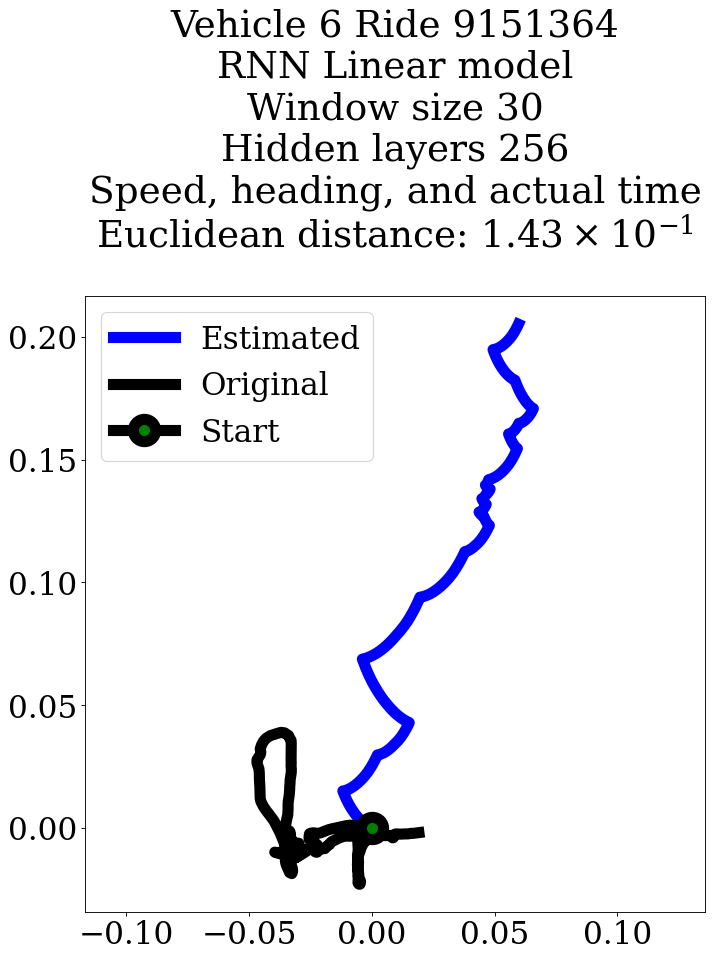 Vehicle 6 Ride 9151364
RNN Linear model
Window size 30
Hidden layers 256
Speed, heading, and actual time
Euclidean distance: 1.43 × 10⁻¹
Estimated
Original
Start
0.20
0.15
0.10
0.05
0.00
−0.10 −0.05 0.00 0.05 0.10